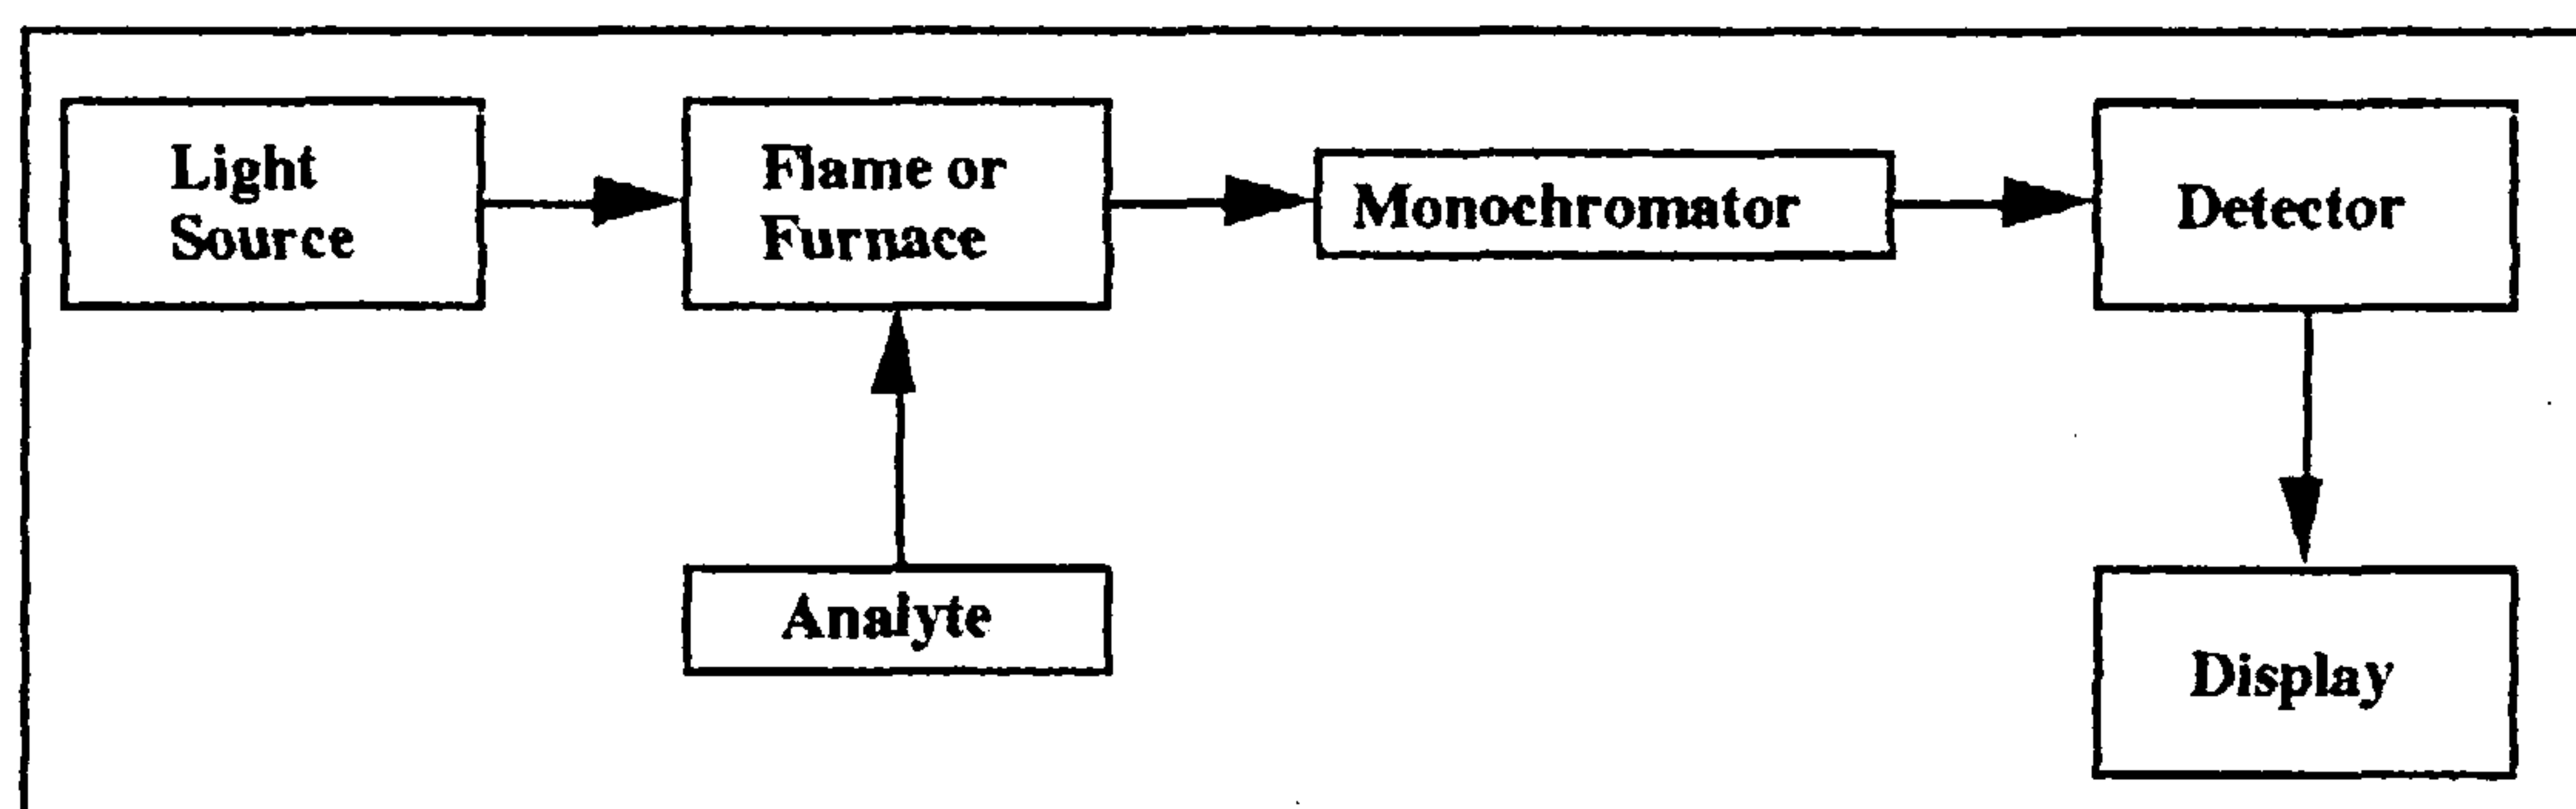 Light
Source
Flame or
Furnace
Monochromator
Detector
Analyte
Display